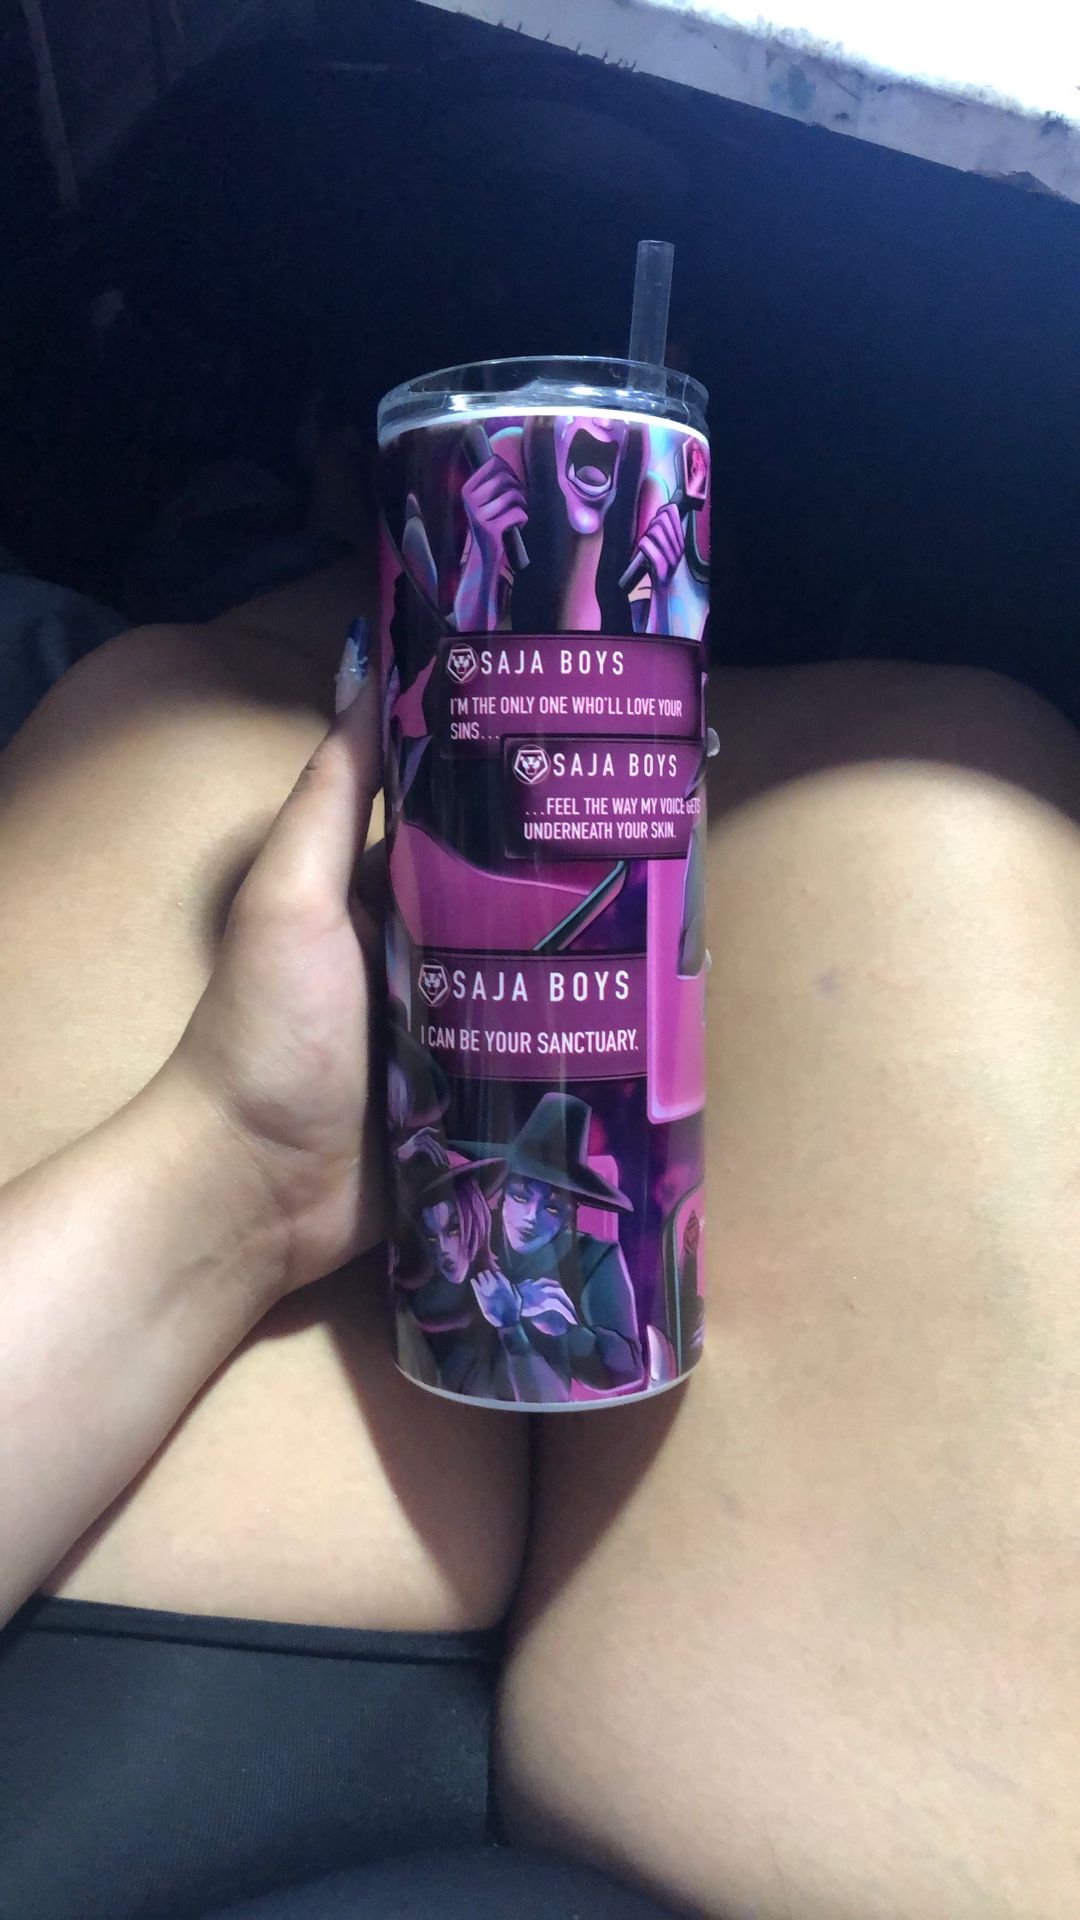 SAJA BOYS
I'M THE ONLY ONE WHO'LL LOVE YOUR
SINS...
SAJA BOYS
...FEEL THE WAY MY VOICE GETS
UNDERNEATH YOUR SKIN.
SAJA BOYS
I CAN BE YOUR SANCTUARY.